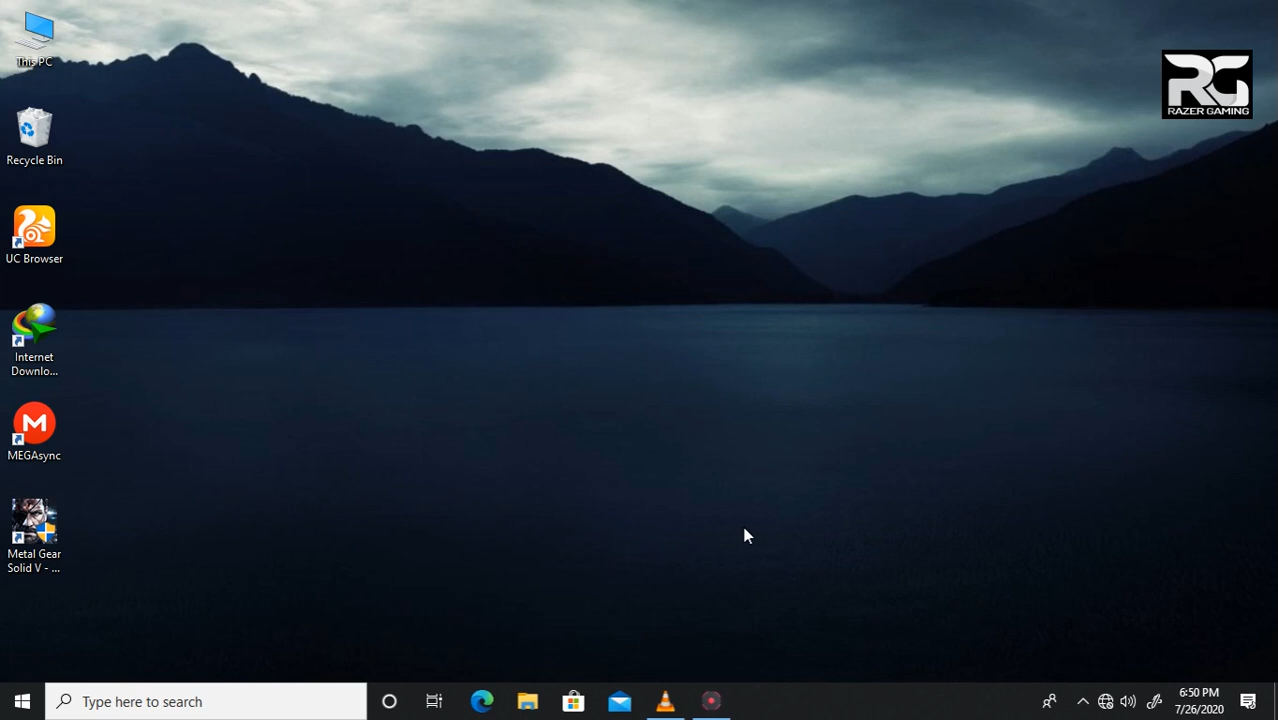 This PC
RG
RAZER GAMING
Recycle Bin
UC Browser
Internet
Downlo...
M
MEGAsync
Metal Gear
Solid V - ...
Type here to search
6:50 PM
7/26/2020